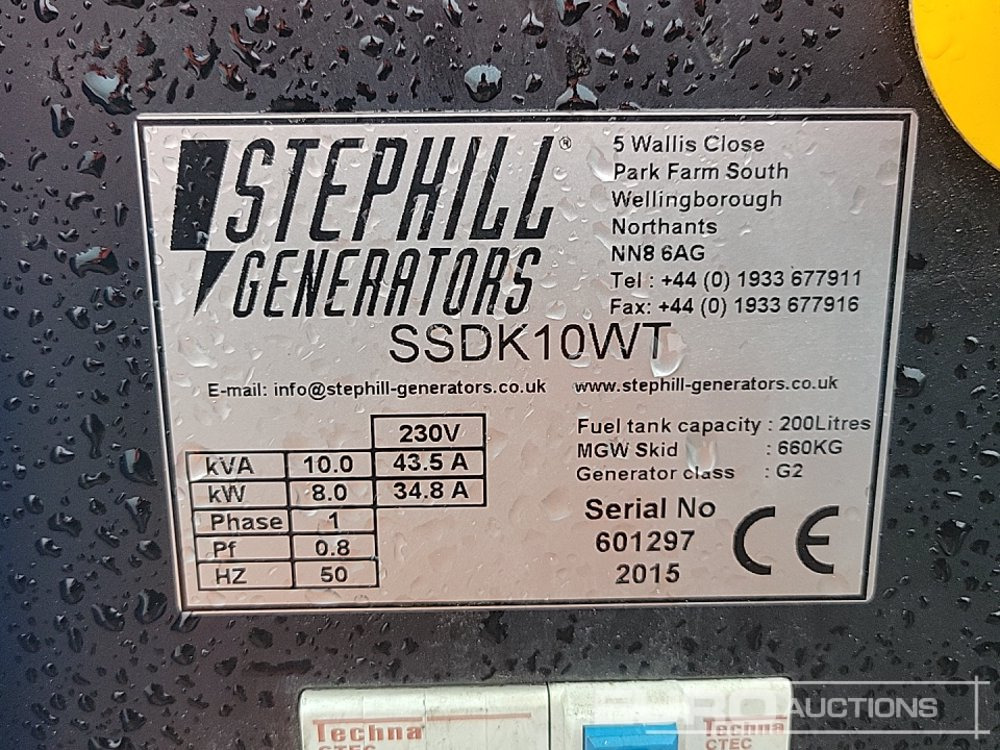 STEPHILL®
GENERATORS
5 Wallis Close
Park Farm South
Wellingborough
Northants
NN8 6AG
Tel : +44 (0) 1933 677911
Fax: +44 (0) 1933 677916
SSDK10WT
E-mail: info@stephill-generators.co.uk www.stephill-generators.co.uk
230V
kVA 10.0 43.5 A
kW 8.0 34.8 A
Phase 1
Pf 0.8
HZ 50
Fuel tank capacity : 200Litres
MGW Skid : 660KG
Generator class : G2
Serial No
601297
2015
CE
Techna
CTEC
Techna
CTEC
EURO AUCTIONS